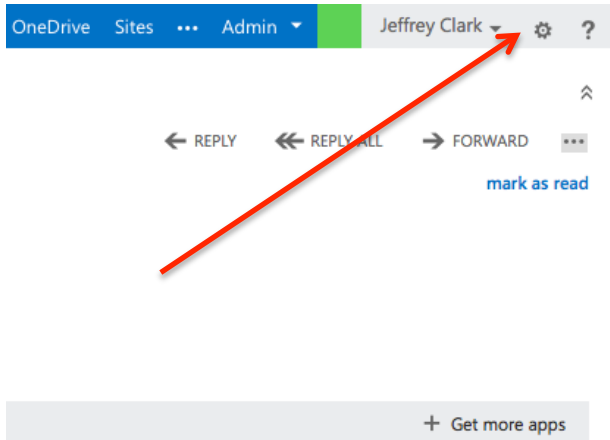 OneDrive Sites ... Admin Jeffrey Clark ?
REPLY REPLY ALL FORWARD ...
mark as read
+ Get more apps